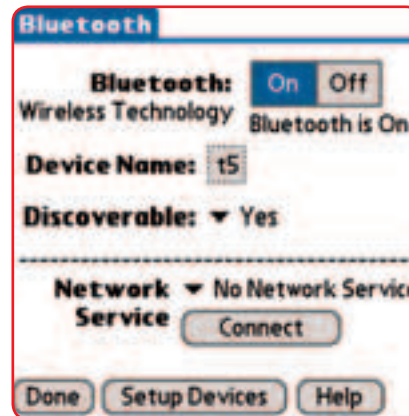 Bluetooth
Bluetooth: On Off
Wireless Technology Bluetooth is On
Device Name: t5
Discoverable: Yes
Network No Network Service
Service Connect
Done Setup Devices Help